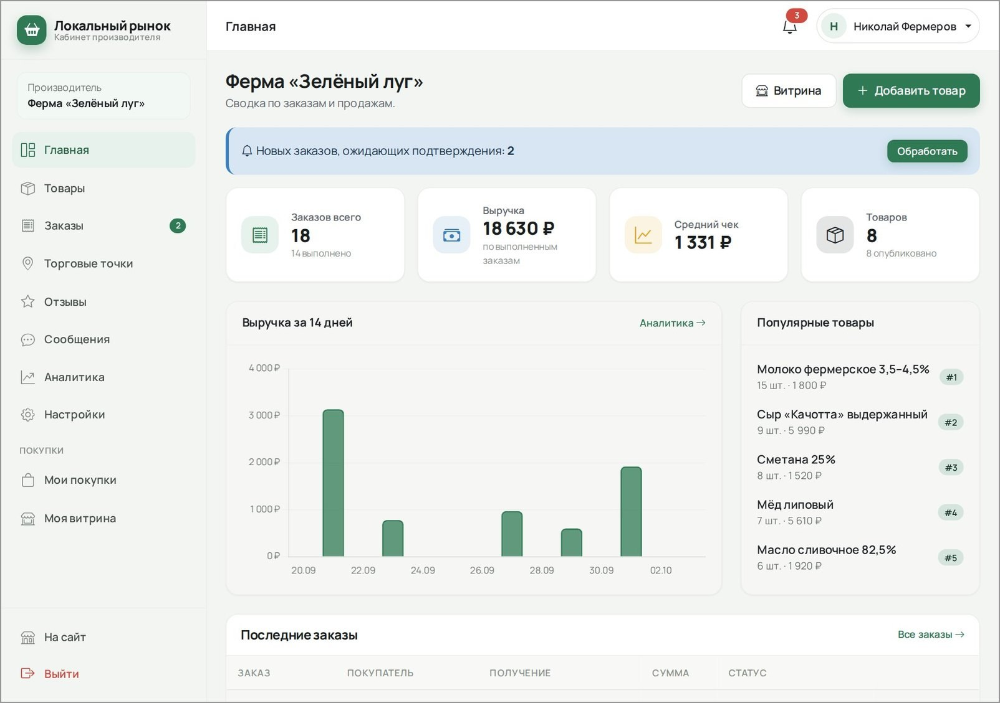 Локальный рынок
Кабинет производителя
Производитель
Ферма «Зелёный луг»
Главная
Товары
Заказы 2
Торговые точки
Отзывы
Сообщения
Аналитика
Настройки
ПОКУПКИ
Мои покупки
Моя витрина
На сайт
Выйти
Главная
3
Н Николай Фермеров
Ферма «Зелёный луг»
Сводка по заказам и продажам.
Витрина
+ Добавить товар
Новых заказов, ожидающих подтверждения: 2
Обработать
Заказов всего
18
14 выполнено
Выручка
18 630 ₽
по выполненным
заказам
Средний чек
1 331 ₽
Товаров
8
8 опубликовано
Выручка за 14 дней
Аналитика →
4 000 ₽
3 000 ₽
2 000 ₽
1 000 ₽
0 ₽
20.09 22.09 24.09 26.09 28.09 30.09 02.10
Популярные товары
Молоко фермерское 3,5–4,5%
15 шт. · 1 800 ₽
#1
Сыр «Качотта» выдержанный
9 шт. · 5 990 ₽
#2
Сметана 25%
8 шт. · 1 520 ₽
#3
Мёд липовый
7 шт. · 5 610 ₽
#4
Масло сливочное 82,5%
6 шт. · 1 920 ₽
#5
Последние заказы
Все заказы →
ЗАКАЗ ПОКУПАТЕЛЬ ПОЛУЧЕНИЕ СУММА СТАТУС